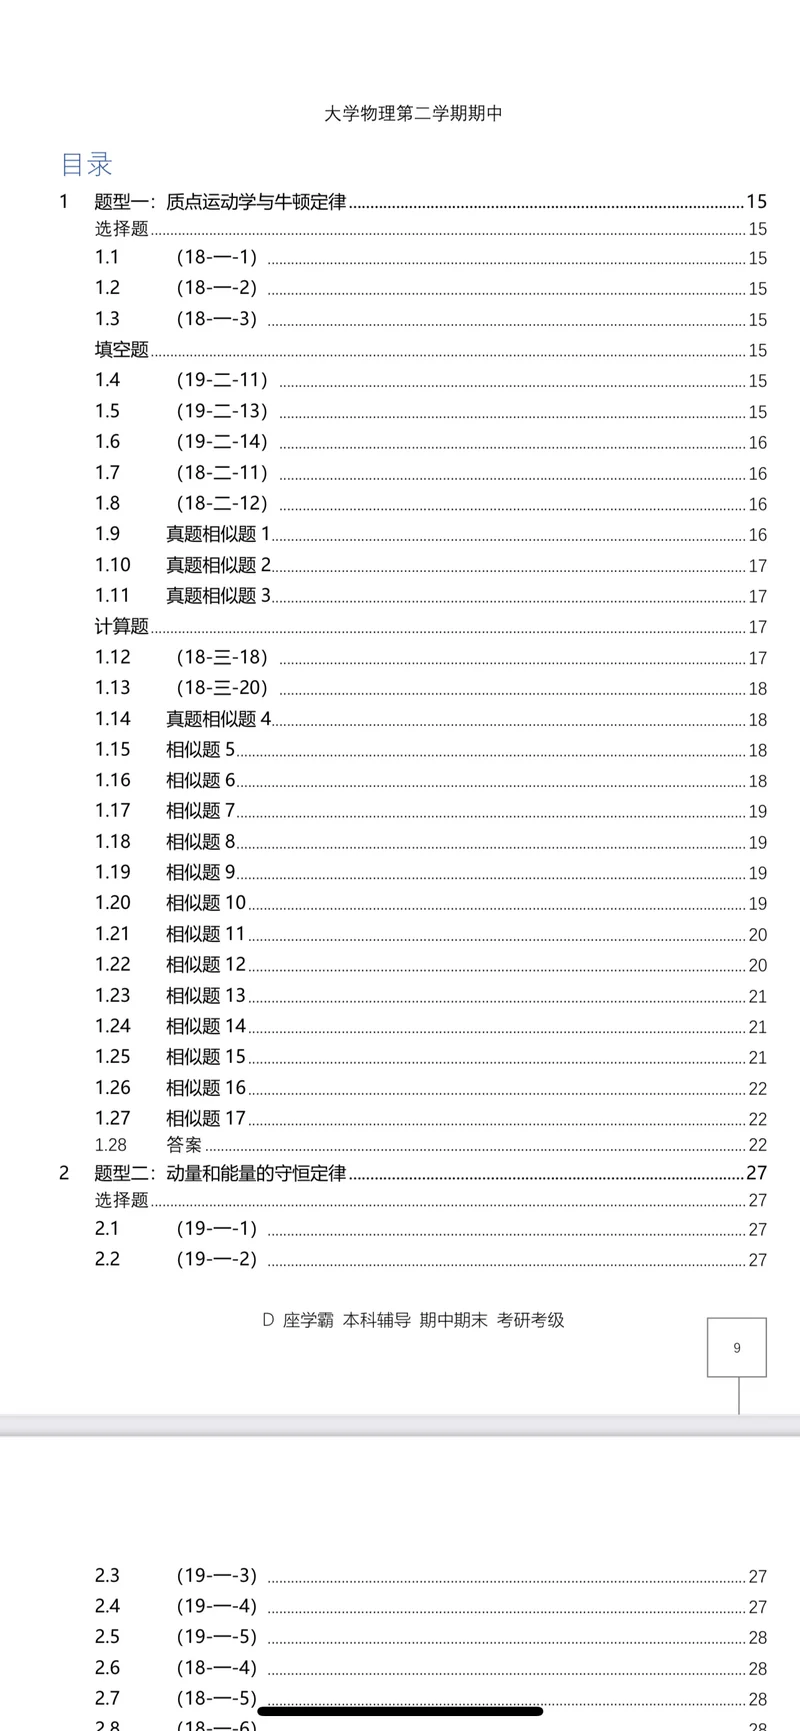 大学物理第二学期期中
目录
1 题型一：质点运动学与牛顿定律 15
选择题 15
1.1 （18-一-1） 15
1.2 （18-一-2） 15
1.3 （18-一-3） 15
填空题 15
1.4 （19-二-11） 15
1.5 （19-二-13） 15
1.6 （19-二-14） 16
1.7 （18-二-11） 16
1.8 （18-二-12） 16
1.9 真题相似题 1 16
1.10 真题相似题 2 17
1.11 真题相似题 3 17
计算题 17
1.12 （18-三-18） 17
1.13 （18-三-20） 18
1.14 真题相似题 4 18
1.15 相似题 5 18
1.16 相似题 6 18
1.17 相似题 7 19
1.18 相似题 8 19
1.19 相似题 9 19
1.20 相似题 10 19
1.21 相似题 11 20
1.22 相似题 12 20
1.23 相似题 13 21
1.24 相似题 14 21
1.25 相似题 15 21
1.26 相似题 16 22
1.27 相似题 17 22
1.28 答案 22
2 题型二：动量和能量的守恒定律 27
选择题 27
2.1 （19-一-1） 27
2.2 （19-一-2） 27
D 座学霸 本科辅导 期中期末 考研考级
9
2.3 （19-一-3） 27
2.4 （19-一-4） 27
2.5 （19-一-5） 28
2.6 （18-一-4） 28
2.7 （18-一-5） 28
2.8 （18-一-6） 28